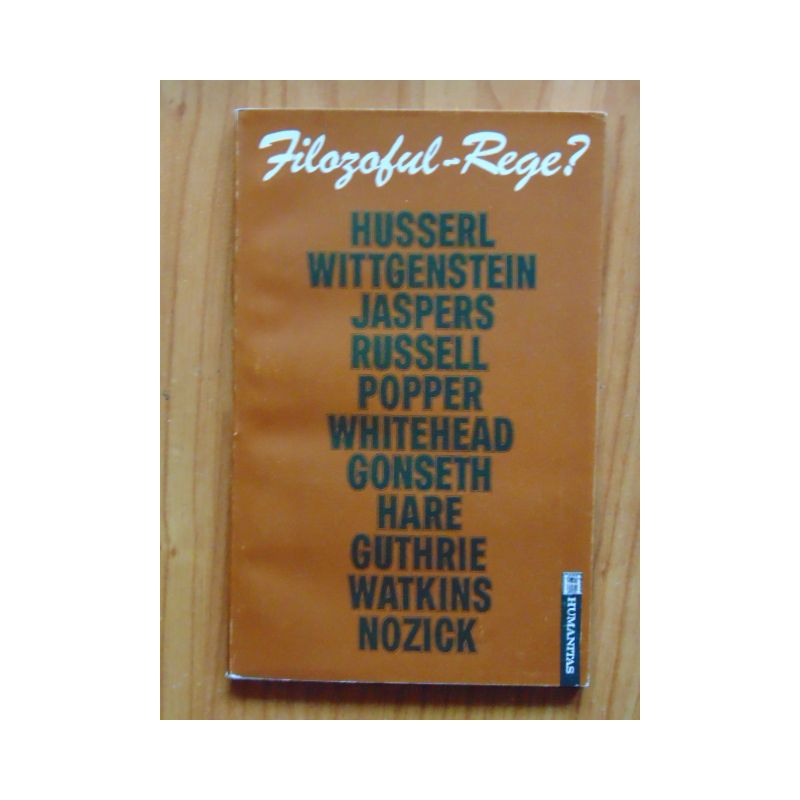 Filozoful-Rege?
HUSSERL
WITTGENSTEIN
JASPERS
RUSSELL
POPPER
WHITEHEAD
GONSETH
HARE
GUTHRIE
WATKINS
NOZICK
HUMANITAS